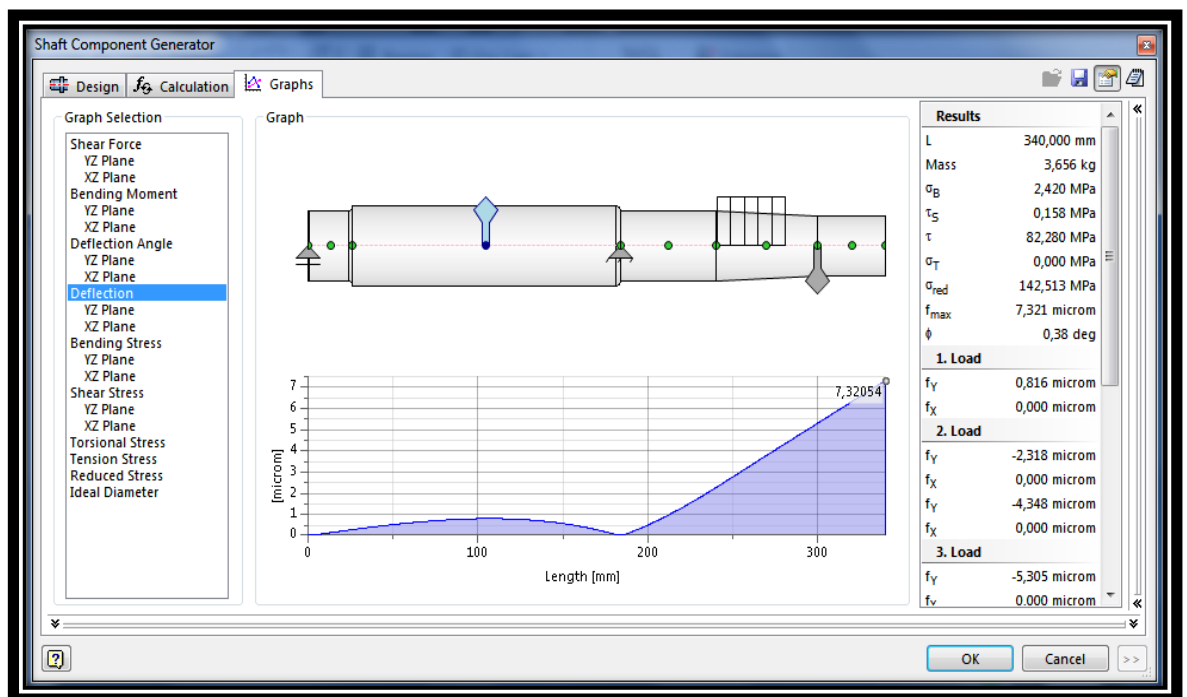 Shaft Component Generator
Design
Calculation
Graphs
Graph Selection
Shear Force
YZ Plane
XZ Plane
Bending Moment
YZ Plane
XZ Plane
Deflection Angle
YZ Plane
XZ Plane
Deflection
YZ Plane
XZ Plane
Bending Stress
YZ Plane
XZ Plane
Shear Stress
YZ Plane
XZ Plane
Torsional Stress
Tension Stress
Reduced Stress
Ideal Diameter
Graph
7
6
5
4
3
2
1
0
[microm]
7,32054
0 100 200 300
Length [mm]
Results
L 340,000 mm
Mass 3,656 kg
σB 2,420 MPa
τS 0,158 MPa
τ 82,280 MPa
σT 0,000 MPa
σred 142,513 MPa
fmax 7,321 microm
ϕ 0,38 deg
1. Load
fY 0,816 microm
fX 0,000 microm
2. Load
fY -2,318 microm
fX 0,000 microm
fY -4,348 microm
fX 0,000 microm
3. Load
fY -5,305 microm
fX 0.000 microm
OK
Cancel
>>